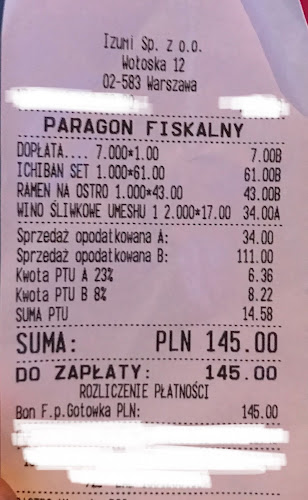 Izumi Sp. z o.o.
Wołoska 12
02-583 Warszawa
PARAGON FISKALNY
DOPŁATA.... 7.000*1.00 7.00B
ICHIBAN SET 1.000*61.00 61.00B
RAMEN NA OSTRO 1.000*43.00 43.00B
WINO ŚLIWKOWE UMESHU 1 2.000*17.00 34.00A
Sprzedaż opodatkowana A: 34.00
Sprzedaż opodatkowana B: 111.00
Kwota PTU A 23% 6.36
Kwota PTU B 8% 8.22
SUMA PTU 14.58
SUMA: PLN 145.00
DO ZAPŁATY: 145.00
ROZLICZENIE PŁATNOŚCI
Bon F.p.Gotówka PLN: 145.00